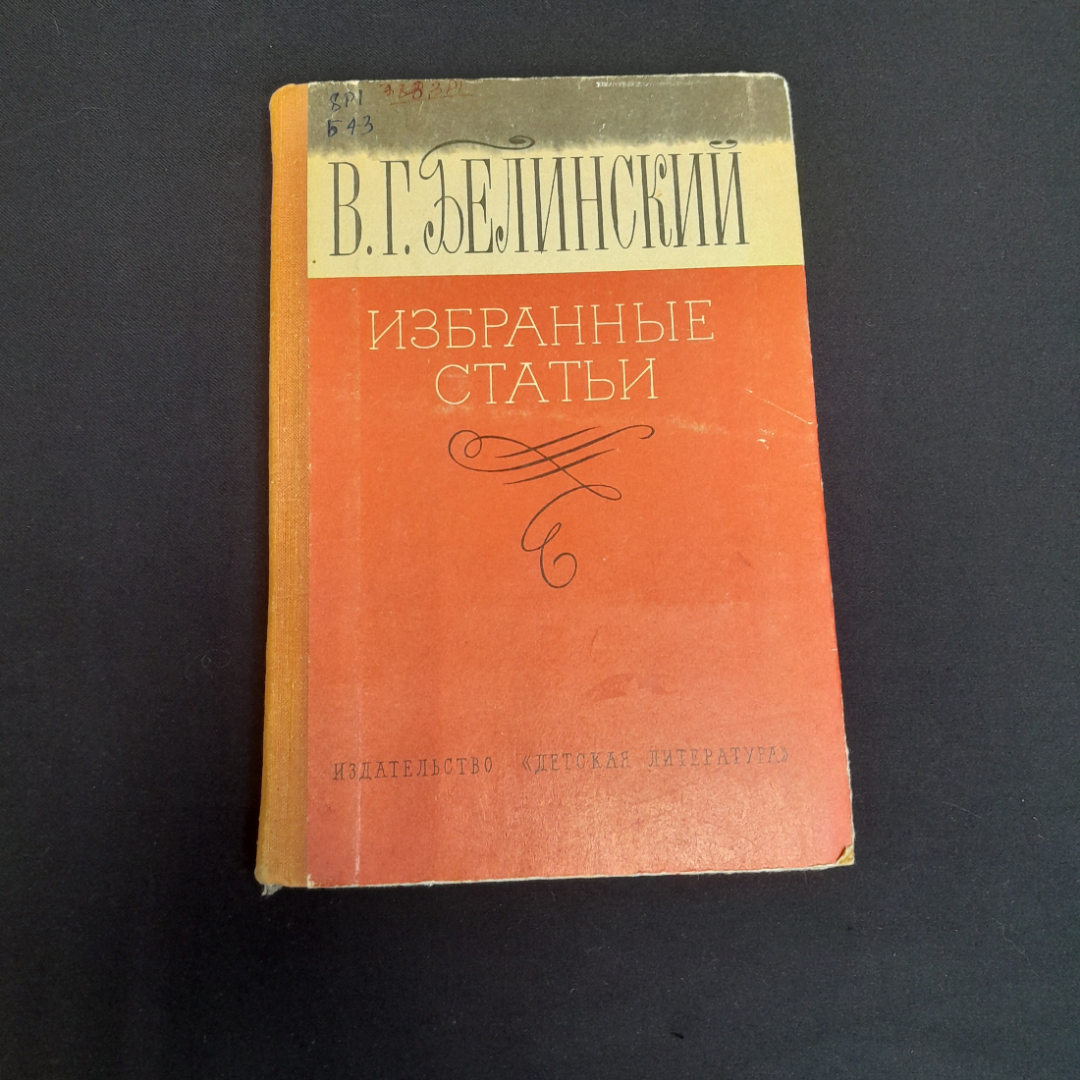 8Р1
Б43
В.Г. БЕЛИНСКИЙ
ИЗБРАННЫЕ
СТАТЬИ
ИЗДАТЕЛЬСТВО «ДЕТСКАЯ ЛИТЕРАТУРА»